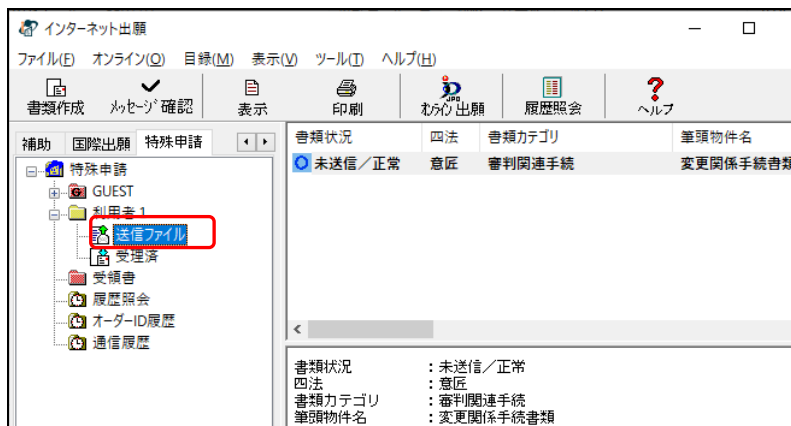 インターネット出願
ファイル(F) オンライン(O) 目録(M) 表示(V) ツール(T) ヘルプ(H)
書類作成 メッセージ確認 表示 印刷 オンライン出願 履歴照会 ヘルプ
補助 国際出願 特殊申請
書類状況 四法 書類カテゴリ 筆頭物件名
未送信／正常 意匠 審判関連手続 変更関係手続書類
特殊申請
GUEST
利用者1
送信ファイル
受理済
受領書
履歴照会
オーダーID履歴
通信履歴
書類状況 ：未送信／正常
四法 ：意匠
書類カテゴリ ：審判関連手続
筆頭物件名 ：変更関係手続書類